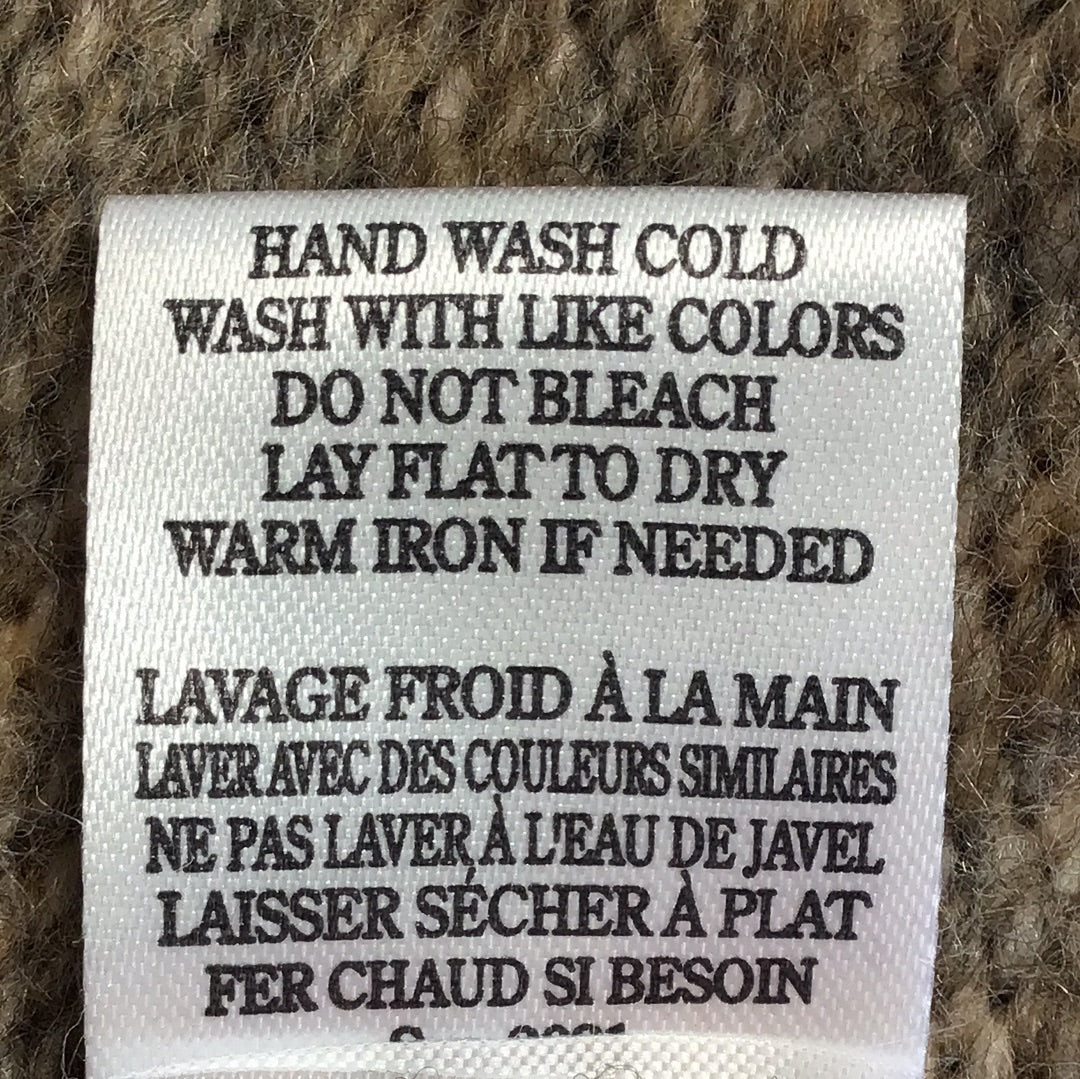 HAND WASH COLD
WASH WITH LIKE COLORS
DO NOT BLEACH
LAY FLAT TO DRY
WARM IRON IF NEEDED
LAVAGE FROID À LA MAIN
LAVER AVEC DES COULEURS SIMILAIRES
NE PAS LAVER À L'EAU DE JAVEL
LAISSER SÉCHER À PLAT
FER CHAUD SI BESOIN